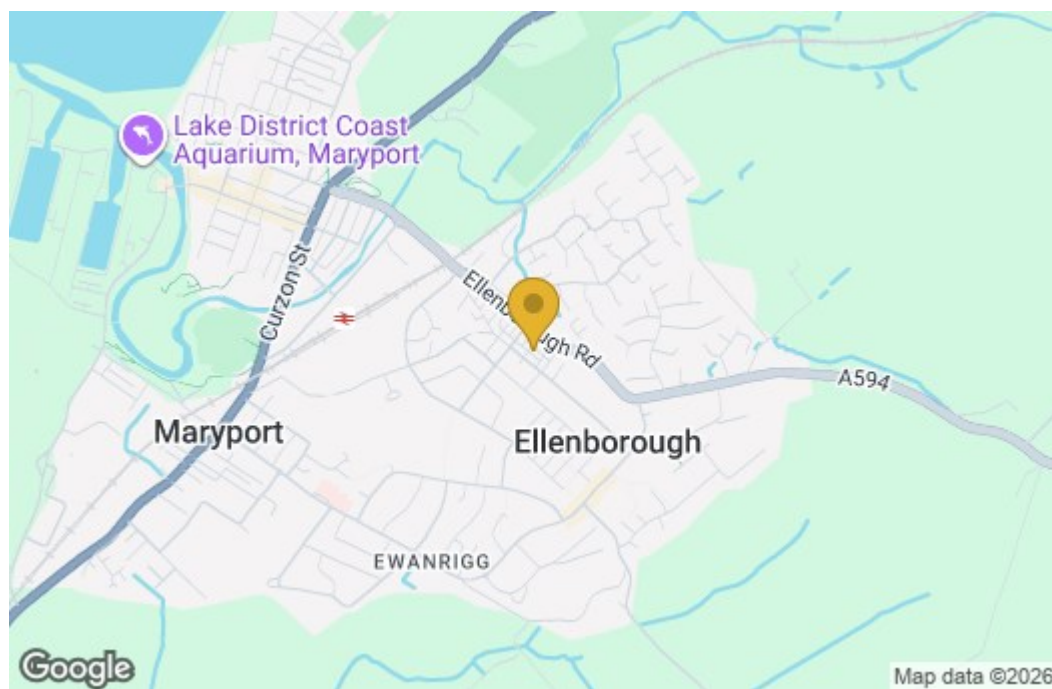 Lake District Coast
Aquarium, Maryport
Curzon St
Ellenborough Rd
A594
Maryport
Ellenborough
EWANRIGG
Google
Map data ©2026